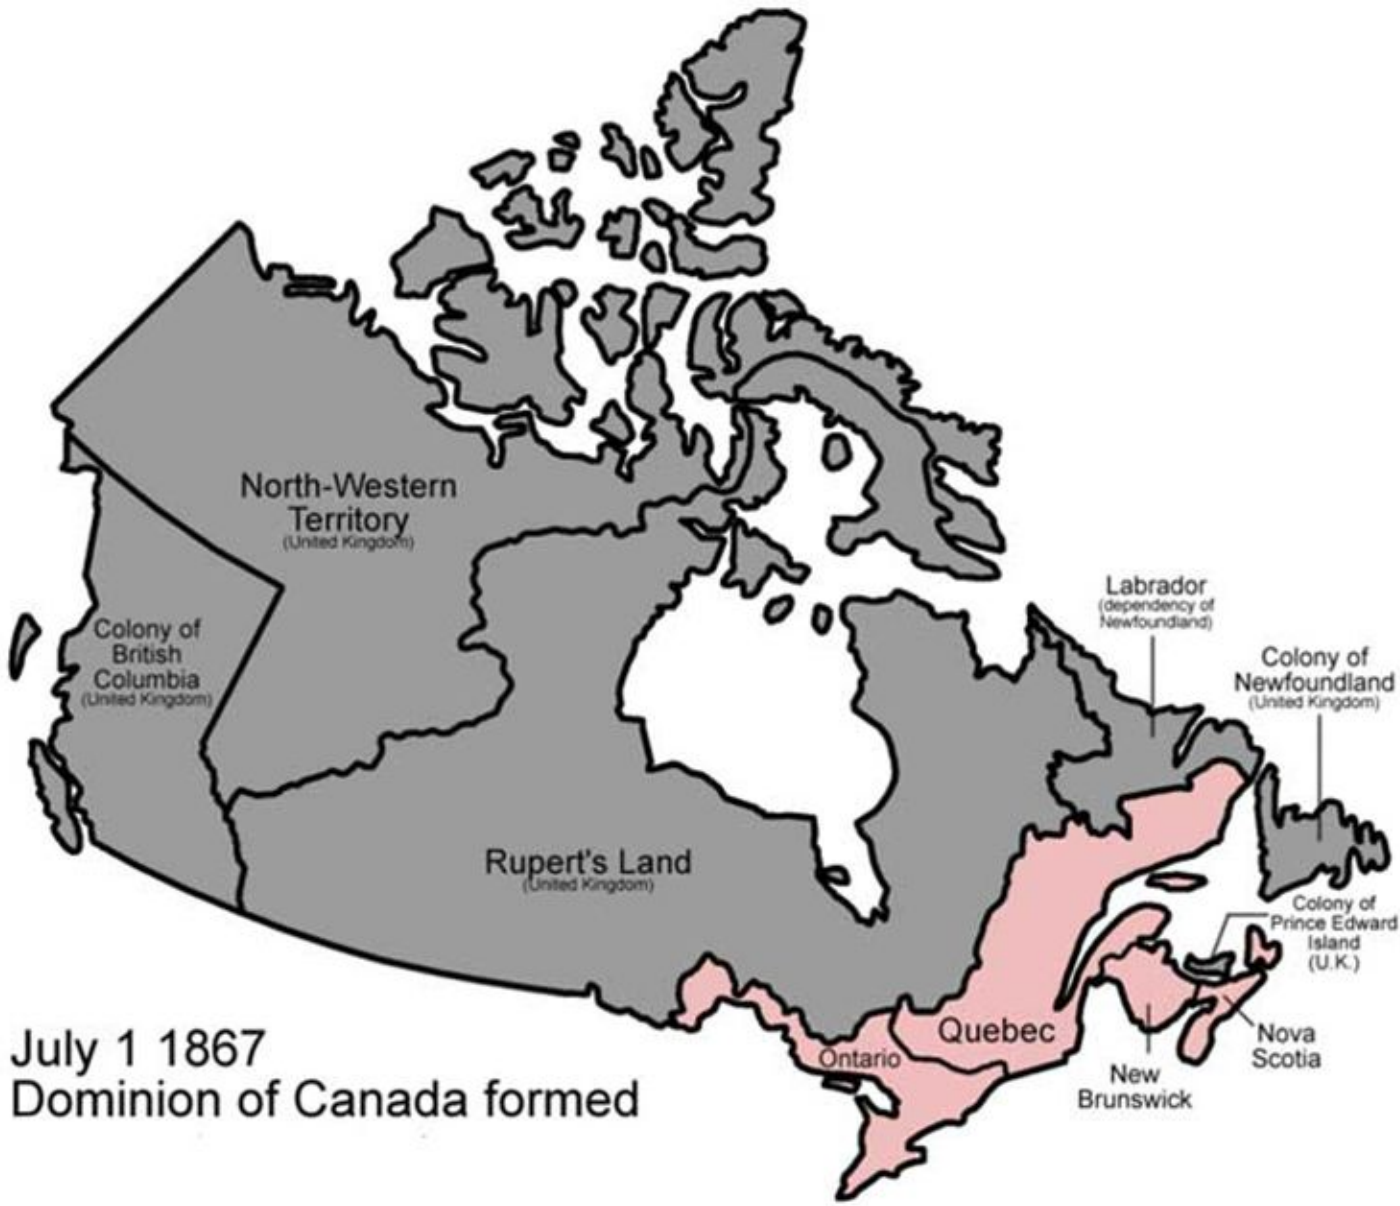 North-Western
Territory
(United Kingdom)
Labrador
(dependency of
Newfoundland)
Colony of
British
Columbia
(United Kingdom)
Colony of
Newfoundland
(United Kingdom)
Rupert's Land
(United Kingdom)
Colony of
Prince Edward
Island
(U.K.)
Quebec
Ontario
Nova
Scotia
New
Brunswick
July 1 1867
Dominion of Canada formed